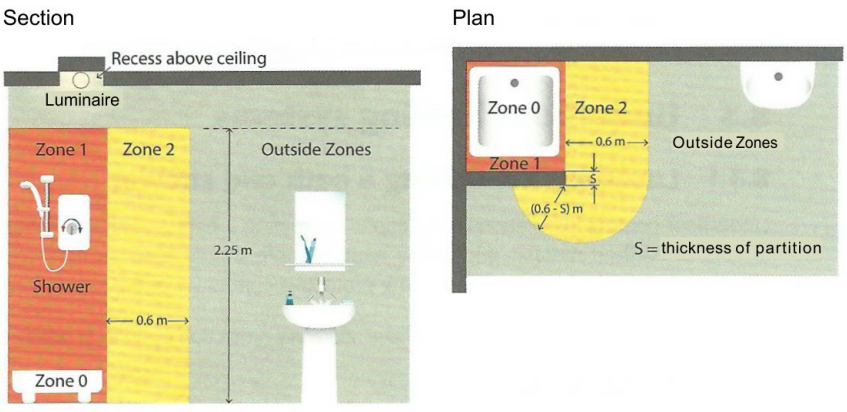 Section
Recess above ceiling
Luminaire
Zone 1
Zone 2
Outside Zones
2.25 m
Shower
0.6 m
Zone 0
Plan
Zone 0
Zone 2
0.6 m
Outside Zones
Zone 1
S
(0.6 - S) m
S = thickness of partition